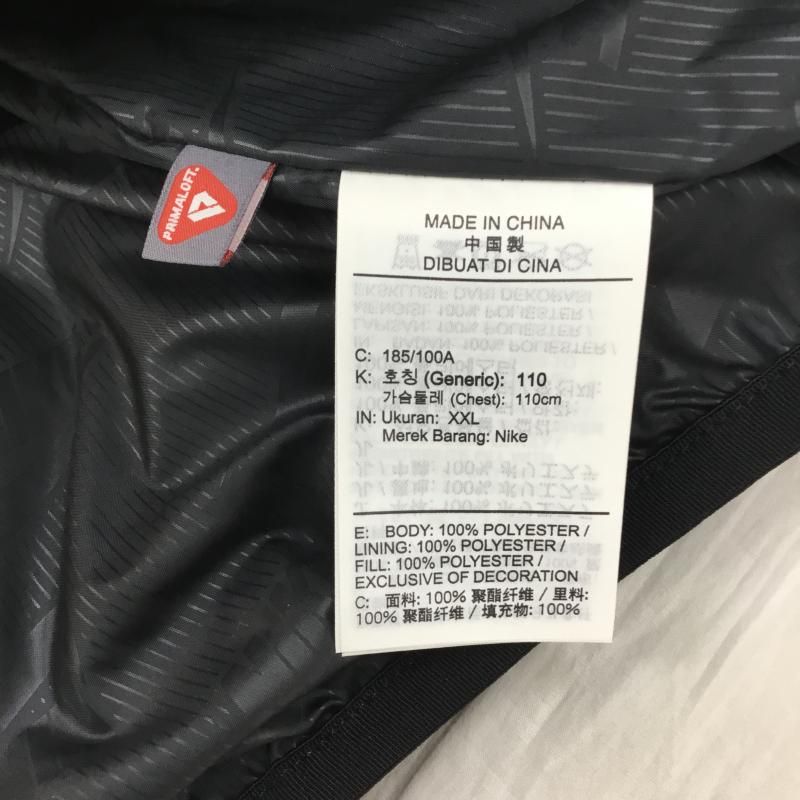 PRIMALOFT.
MADE IN CHINA
中国製
DIBUAT DI CINA
C: 185/100A
K: 호칭 (Generic): 110
가슴둘레 (Chest): 110cm
IN: Ukuran: XXL
Merek Barang: Nike
E: BODY: 100% POLYESTER /
LINING: 100% POLYESTER /
FILL: 100% POLYESTER /
EXCLUSIVE OF DECORATION
C: 面料: 100% 聚酯纤维 / 里料:
100% 聚酯纤维 / 填充物: 100%